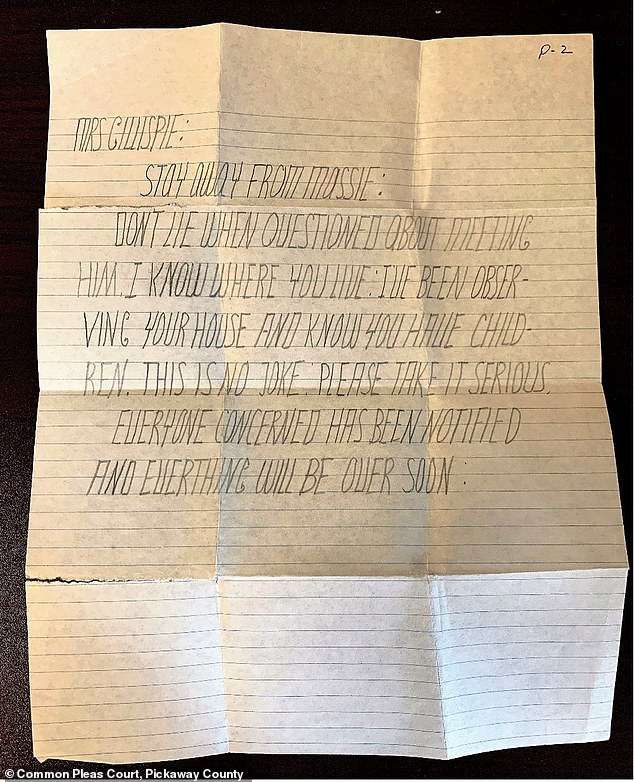 P-2
MRS GILLISPIE:
STAY AWAY FROM MASSIE:
DONT LIE WHEN QUESTIONED ABOUT MEETING
HIM. I KNOW WHERE YOU LIVE: I'VE BEEN OBSER-
VING YOUR HOUSE AND KNOW YOU HAVE CHILD-
REN. THIS IS NO JOKE. PLEASE TAKE IT SERIOUS.
EVERYONE CONCERNED HAS BEEN NOTIFIED
AND EVERTHING WILL BE OVER SOON:
© Common Pleas Court, Pickaway County